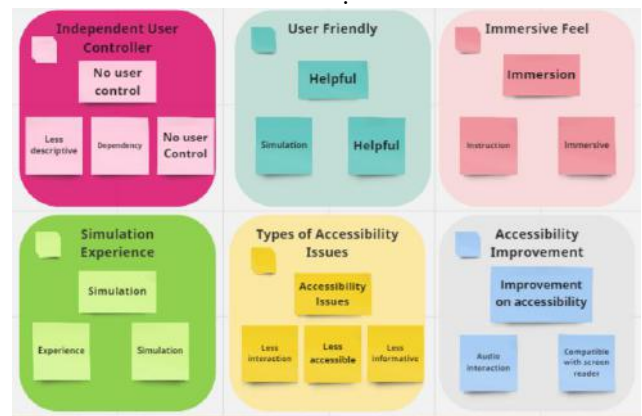 Independent User
Controller
No user
control
Less
descriptive
Dependency
No user
Control
User Friendly
Helpful
Simulation
Helpful
Immersive Feel
Immersion
Instruction
Immersive
Simulation
Experience
Simulation
Experience
Simulation
Types of Accessibility
Issues
Accessibility
Issues
Less
interaction
Less
accessible
Less
informative
Accessibility
Improvement
Improvement
on accessibility
Audio
interaction
Compatible
with screen
reader